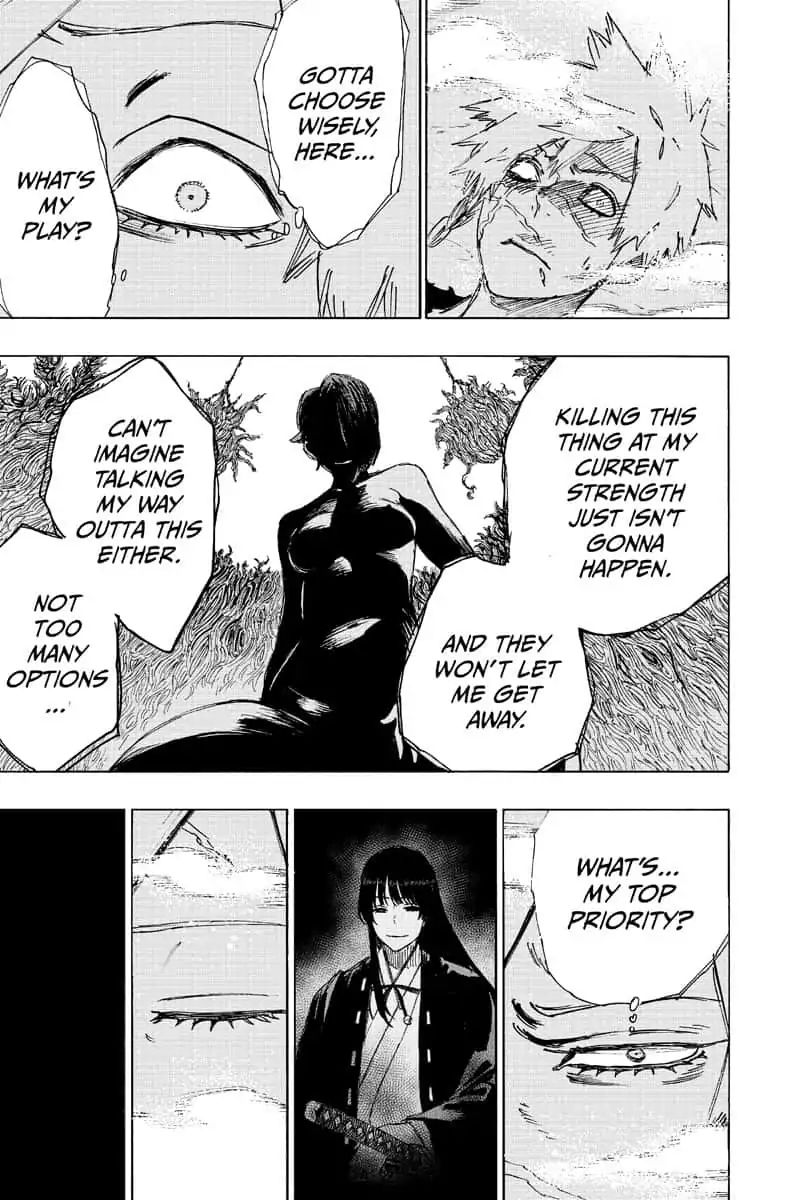 GOTTA
CHOOSE
WISELY,
HERE...
WHAT'S
MY
PLAY?
KILLING THIS
THING AT MY
CURRENT
STRENGTH
JUST ISN'T
GONNA
HAPPEN.
AND THEY
WON'T LET
ME GET
AWAY.
CAN'T
IMAGINE
TALKING
MY WAY
OUTTA THIS
EITHER.
NOT
TOO
MANY
OPTIONS
...
WHAT'S...
MY TOP
PRIORITY?